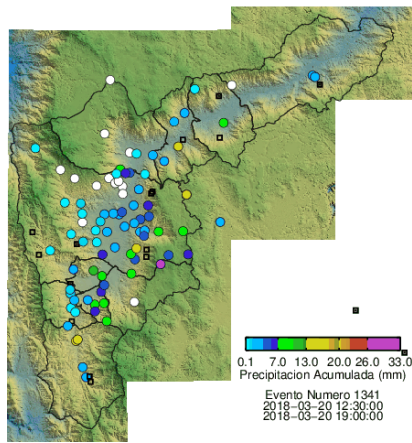 0.1 7.0 13.0 20.0 26.0 33.0
Precipitacion Acumulada (mm)
Evento Numero 1341
2018-03-20 12:30:00
2018-03-20 19:00:00